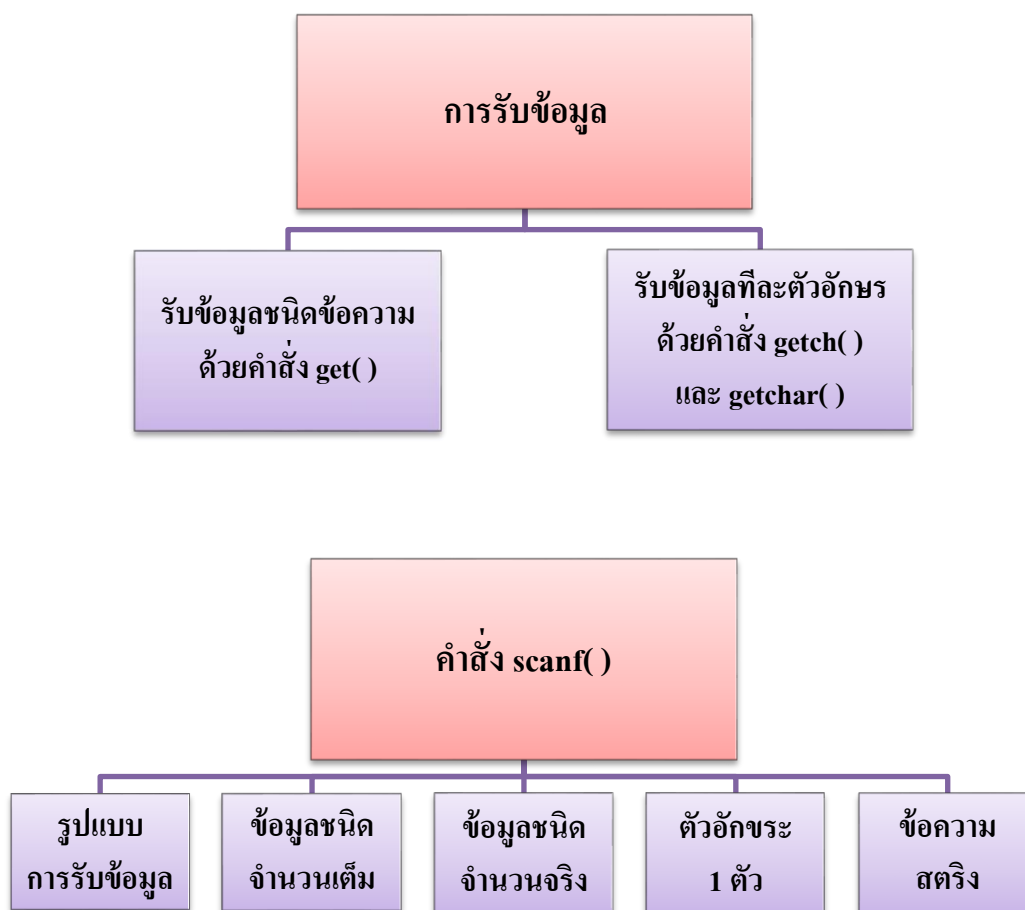 การรับข้อมูล
รับข้อมูลชนิดข้อความ
ด้วยคำสั่ง get( )
รับข้อมูลทีละตัวอักษร
ด้วยคำสั่ง getch( )
และ getchar( )
คำสั่ง scanf( )
รูปแบบ
การรับข้อมูล
ข้อมูลชนิด
จำนวนเต็ม
ข้อมูลชนิด
จำนวนจริง
ตัวอักขระ
1 ตัว
ข้อความ
สตริง